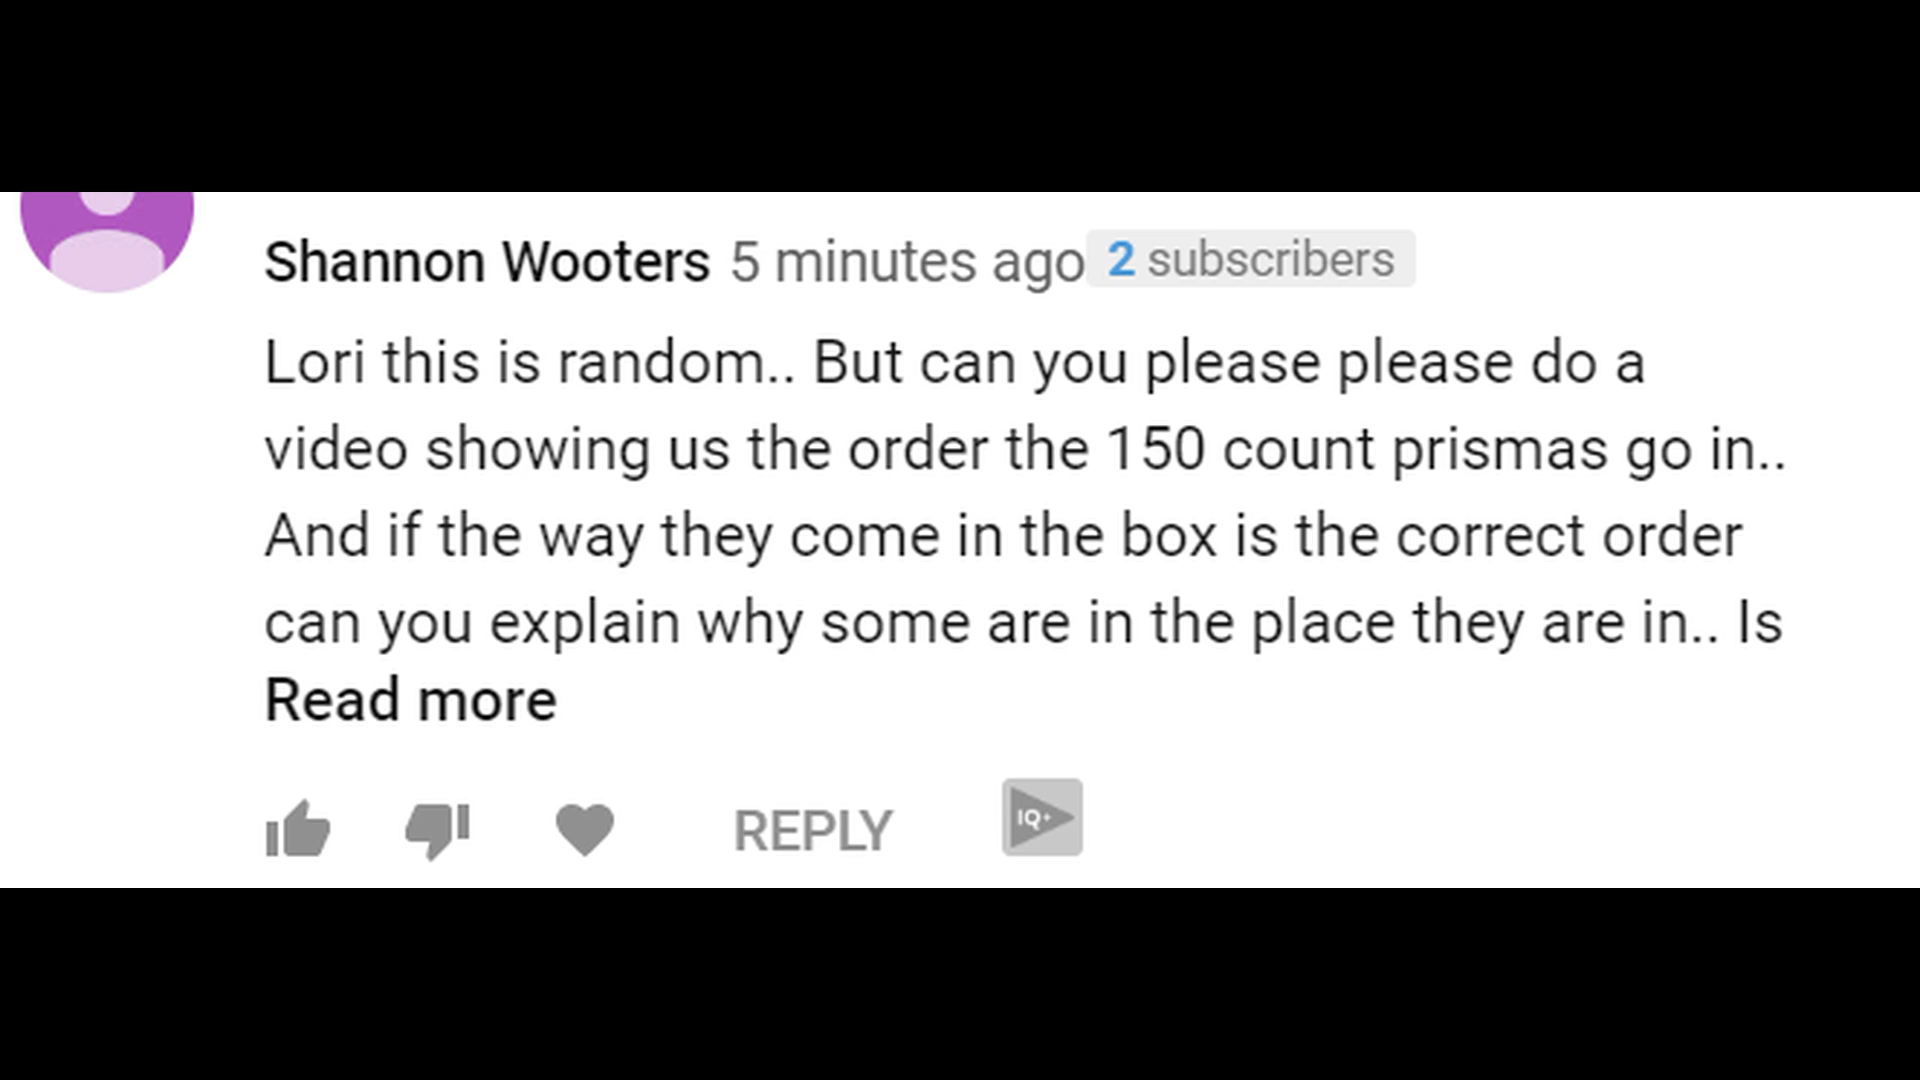 Shannon Wooters 5 minutes ago 2 subscribers
Lori this is random.. But can you please please do a
video showing us the order the 150 count prismas go in..
And if the way they come in the box is the correct order
can you explain why some are in the place they are in.. Is
Read more
REPLY IQ+